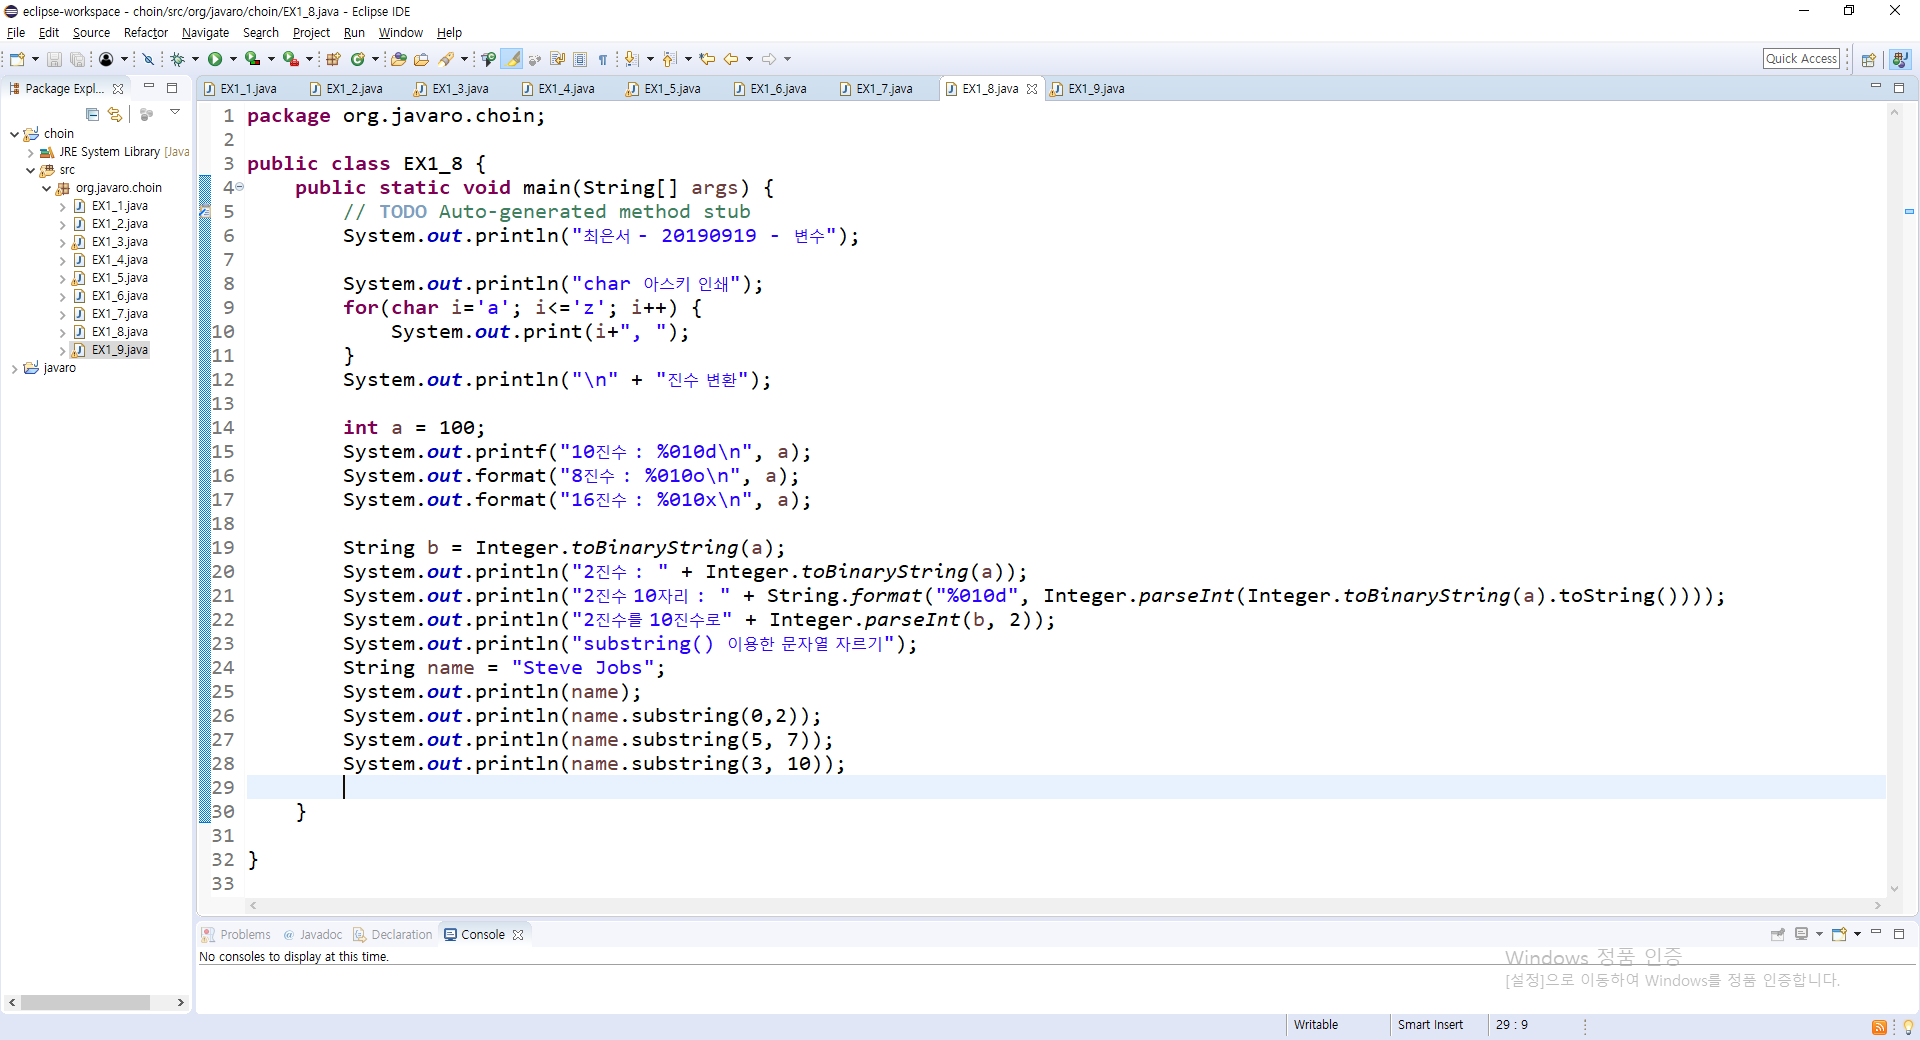 eclipse-workspace - choin/src/org/javaro/choin/EX1_8.java - Eclipse IDE
File Edit Source Refactor Navigate Search Project Run Window Help
Quick Access
Package Expl...
EX1_1.java EX1_2.java EX1_3.java EX1_4.java EX1_5.java EX1_6.java EX1_7.java EX1_8.java EX1_9.java
choin
JRE System Library [Java
src
org.javaro.choin
EX1_1.java
EX1_2.java
EX1_3.java
EX1_4.java
EX1_5.java
EX1_6.java
EX1_7.java
EX1_8.java
EX1_9.java
javaro
1 package org.javaro.choin;
2
3 public class EX1_8 {
4 public static void main(String[] args) {
5 // TODO Auto-generated method stub
6 System.out.println("최은서 - 20190919 - 변수");
7
8 System.out.println("char 아스키 인쇄");
9 for(char i='a'; i<='z'; i++) {
10 System.out.print(i+", ");
11 }
12 System.out.println("\n" + "진수 변환");
13
14 int a = 100;
15 System.out.printf("10진수 : %010d\n", a);
16 System.out.format("8진수 : %010o\n", a);
17 System.out.format("16진수 : %010x\n", a);
18
19 String b = Integer.toBinaryString(a);
20 System.out.println("2진수 : " + Integer.toBinaryString(a));
21 System.out.println("2진수 10자리 : " + String.format("%010d", Integer.parseInt(Integer.toBinaryString(a).toString())));
22 System.out.println("2진수를 10진수로" + Integer.parseInt(b, 2));
23 System.out.println("substring() 이용한 문자열 자르기");
24 String name = "Steve Jobs";
25 System.out.println(name);
26 System.out.println(name.substring(0,2));
27 System.out.println(name.substring(5, 7));
28 System.out.println(name.substring(3, 10));
29
30 }
31
32 }
33
Problems @ Javadoc Declaration Console
No consoles to display at this time.
Windows 정품 인증
[설정]으로 이동하여 Windows를 정품 인증합니다.
Writable Smart Insert 29 : 9